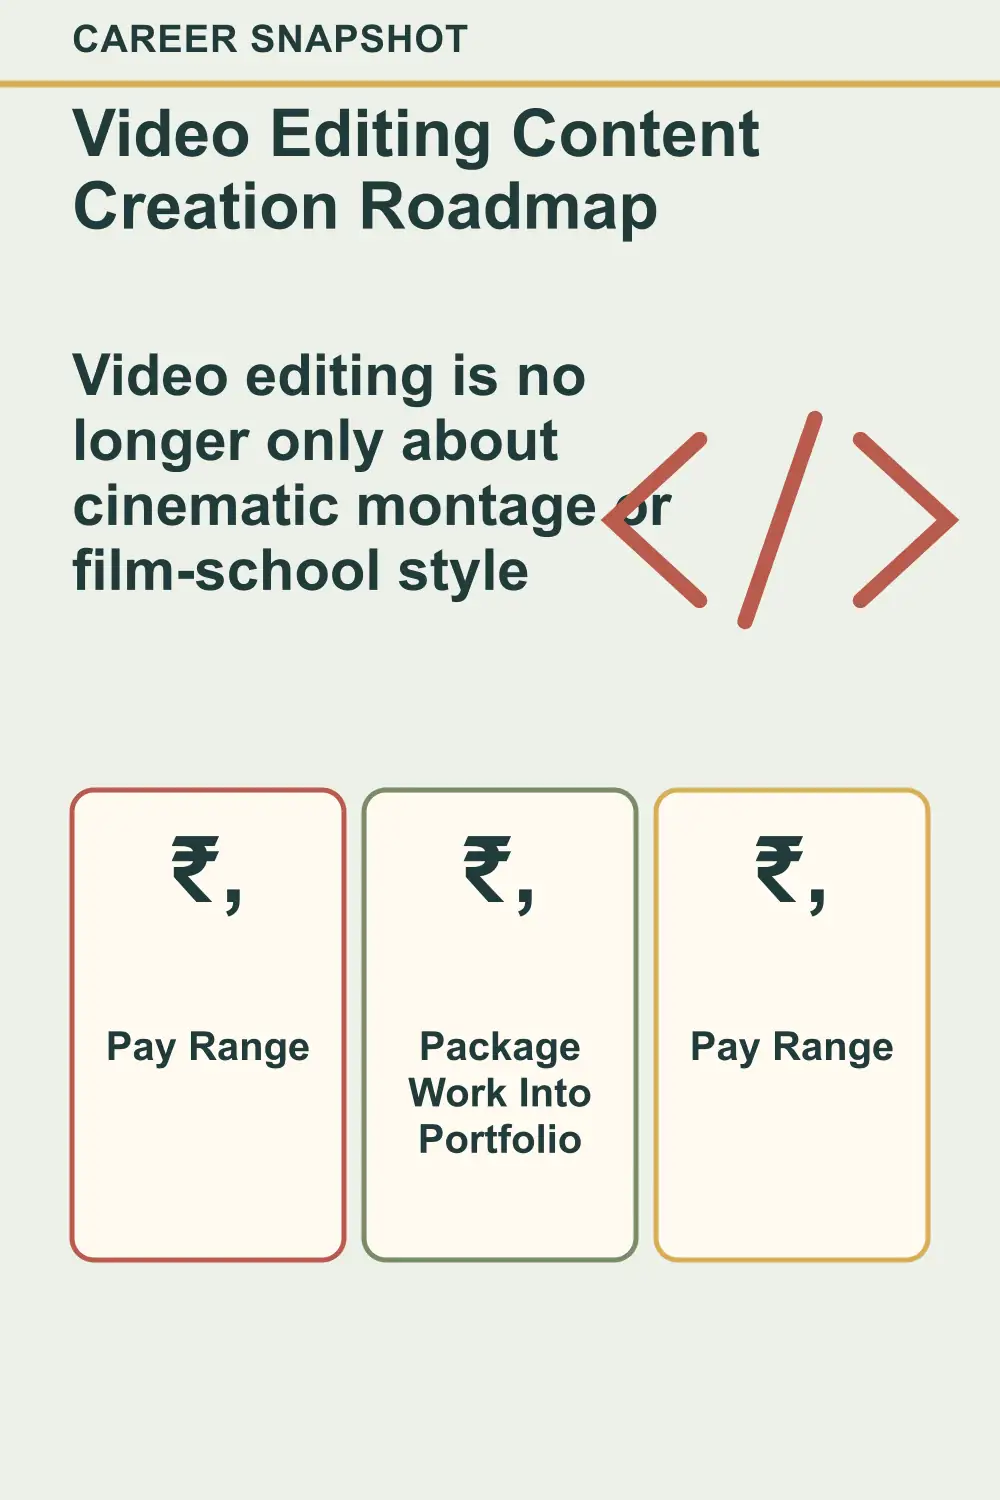 CAREER SNAPSHOT
Video Editing Content
Creation Roadmap
Video editing is no
longer only about
cinematic montage or
film-school style
₹,
Pay Range
₹,
Package
Work Into
Portfolio
₹,
Pay Range